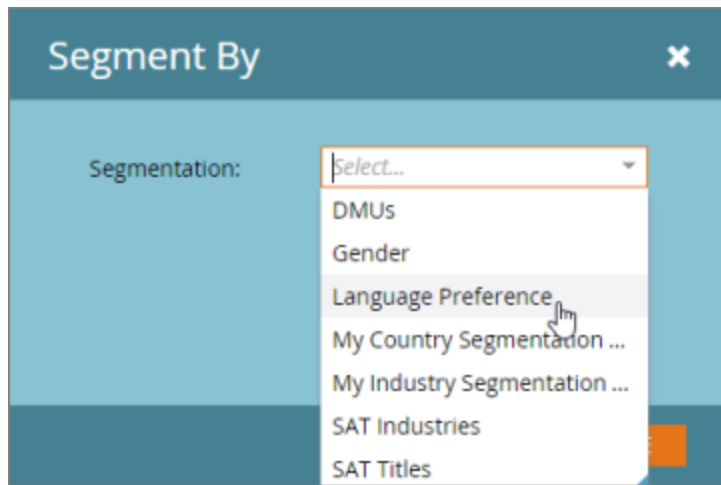 Segment By
Segmentation:
Select...
DMUs
Gender
Language Preference
My Country Segmentation ...
My Industry Segmentation ...
SAT Industries
SAT Titles